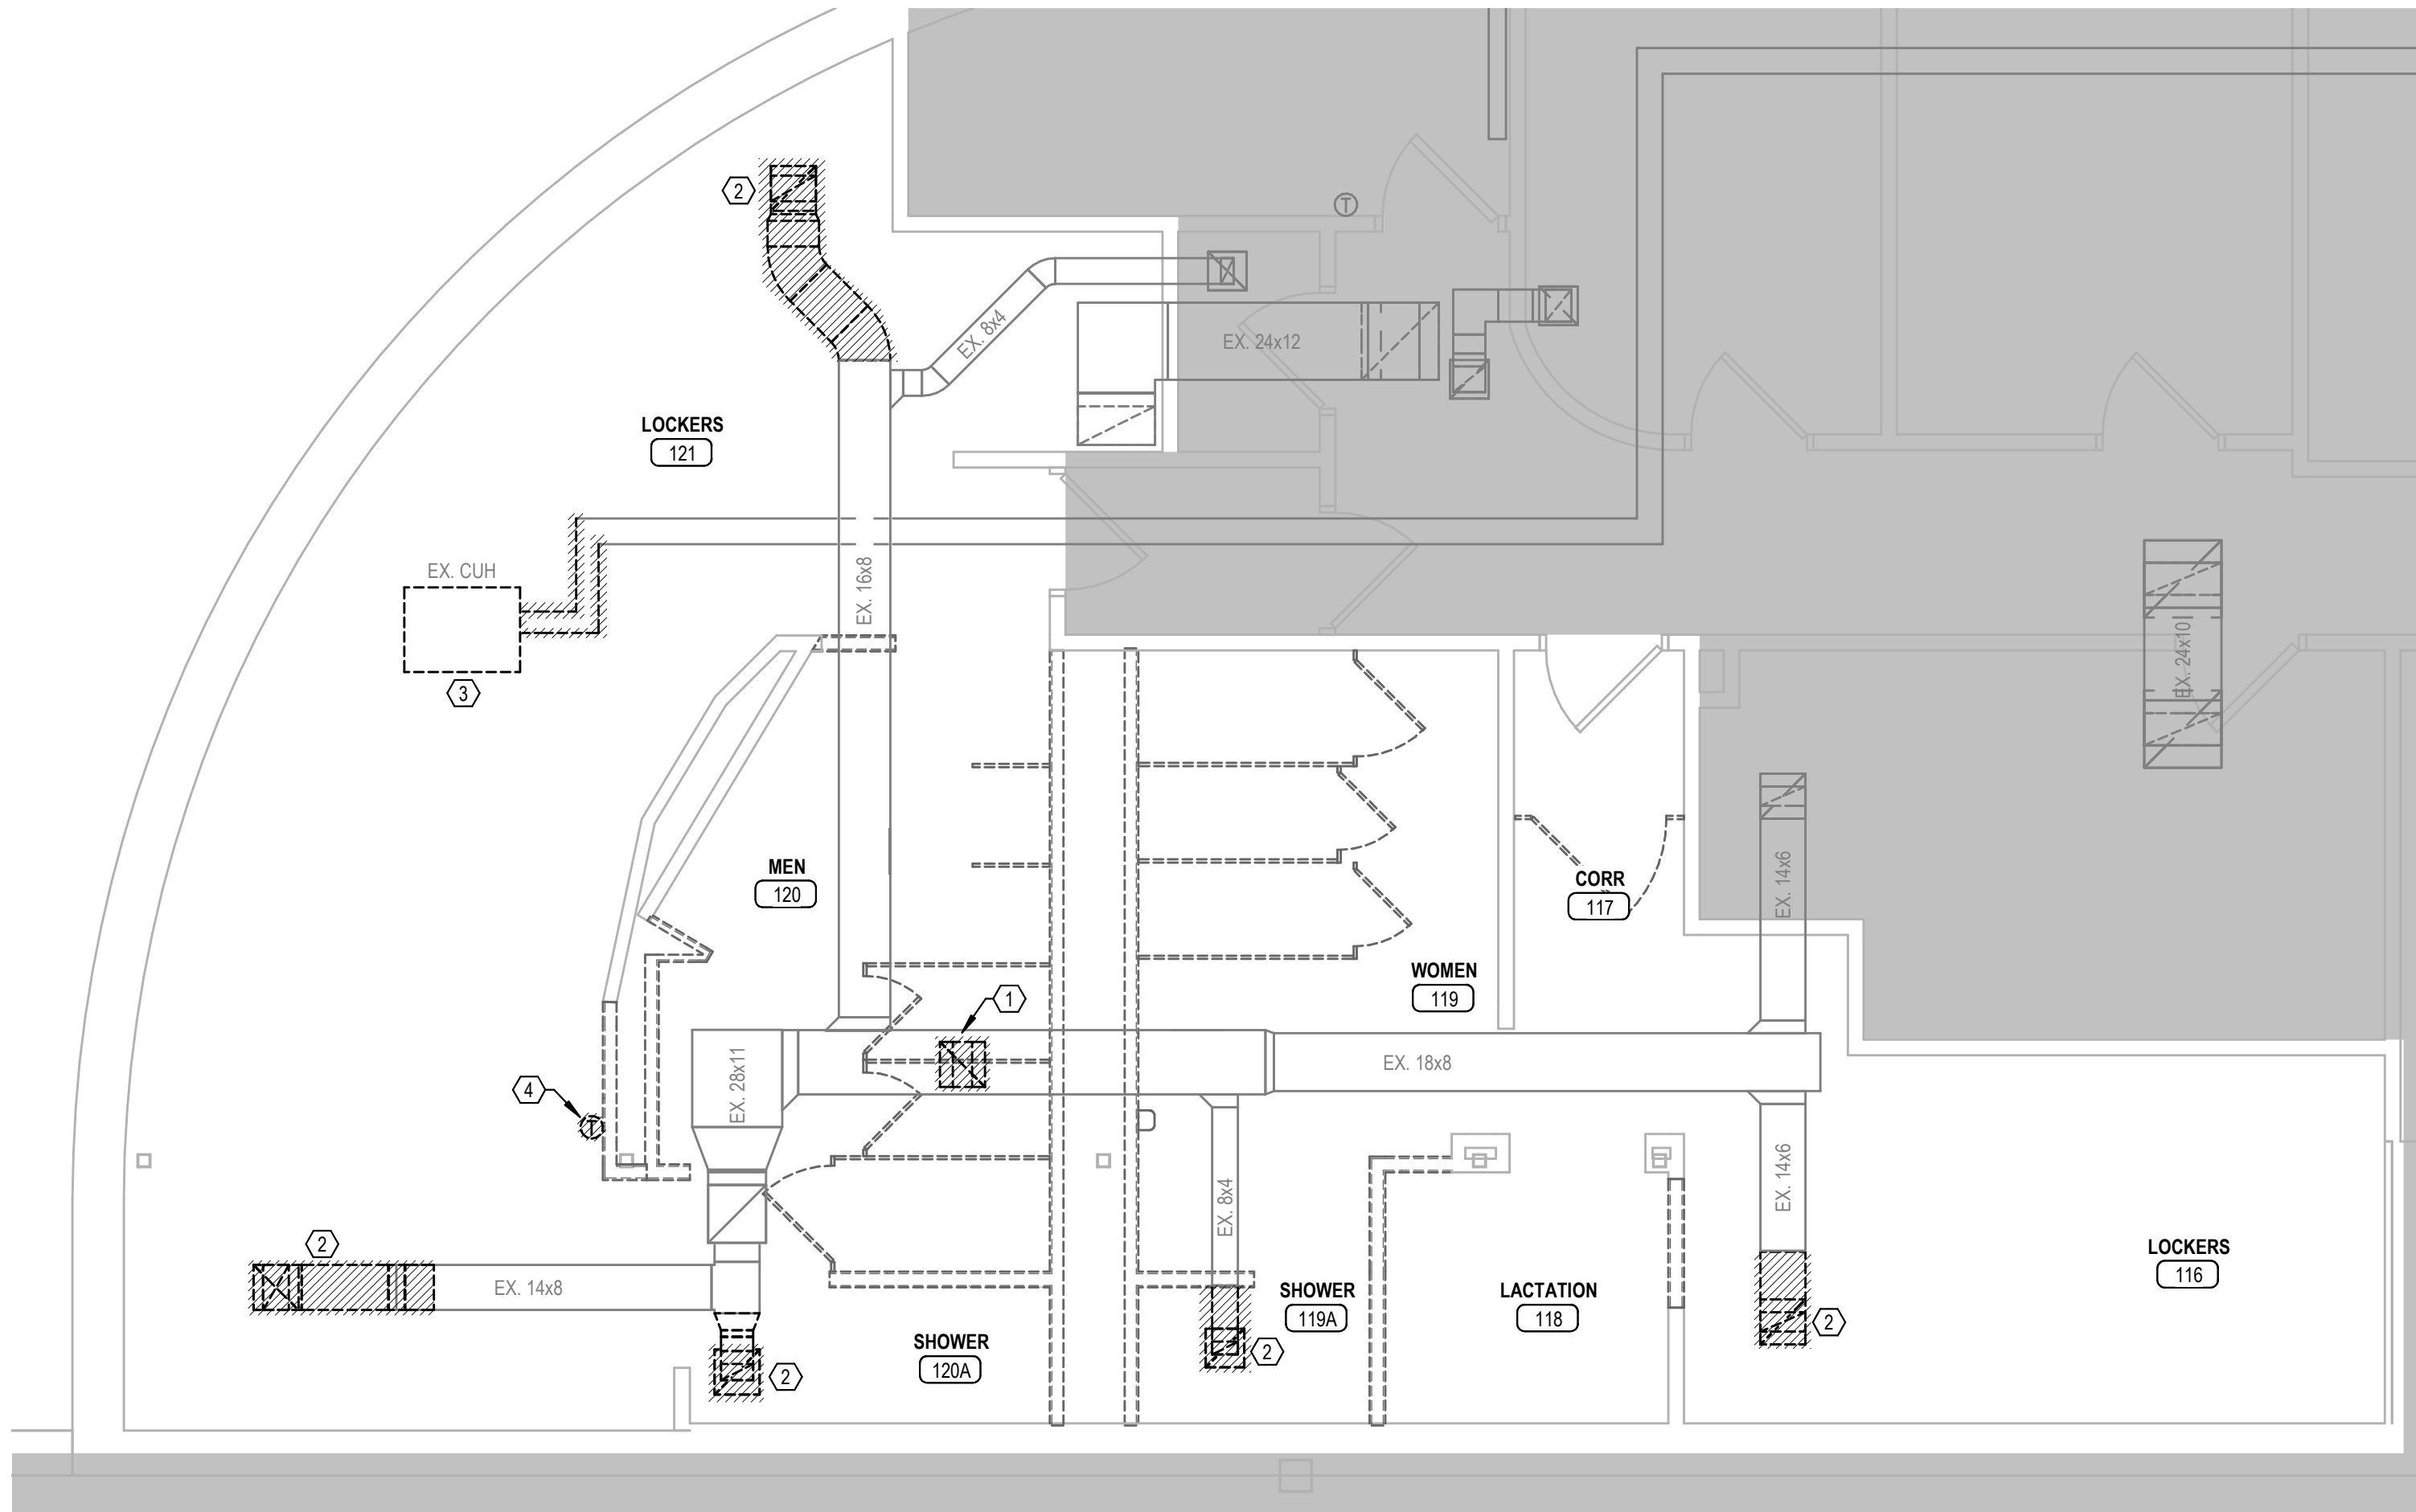 2
T
EX. 8x4
EX. 24x12
LOCKERS
121
EX. CUH
3
EX. 16x8
EX. 24x10
MEN
120
CORR
117
EX. 14x6
WOMEN
119
1
EX. 28x11
EX. 18x8
4
T
EX. 8x4
EX. 14x6
2
EX. 14x8
LOCKERS
116
SHOWER
119A
LACTATION
118
2
SHOWER
120A
2
2